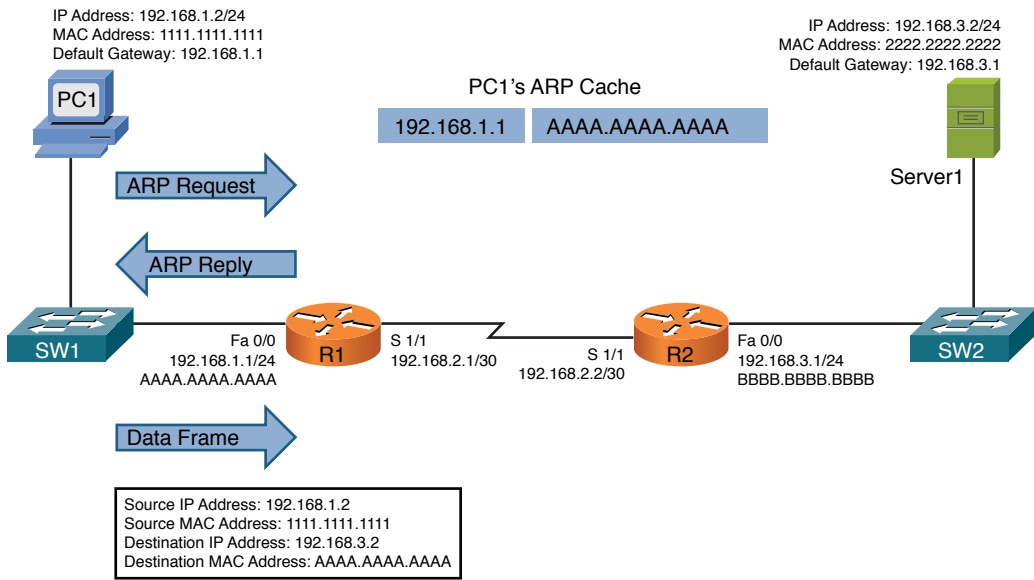 IP Address: 192.168.1.2/24
MAC Address: 1111.1111.1111
Default Gateway: 192.168.1.1
IP Address: 192.168.3.2/24
MAC Address: 2222.2222.2222
Default Gateway: 192.168.3.1
PC1
PC1's ARP Cache
192.168.1.1 AAAA.AAAA.AAAA
Server1
ARP Request
ARP Reply
SW1
Fa 0/0
192.168.1.1/24
AAAA.AAAA.AAAA
R1
S 1/1
192.168.2.1/30
S 1/1
192.168.2.2/30
R2
Fa 0/0
192.168.3.1/24
BBBB.BBBB.BBBB
SW2
Data Frame
Source IP Address: 192.168.1.2
Source MAC Address: 1111.1111.1111
Destination IP Address: 192.168.3.2
Destination MAC Address: AAAA.AAAA.AAAA